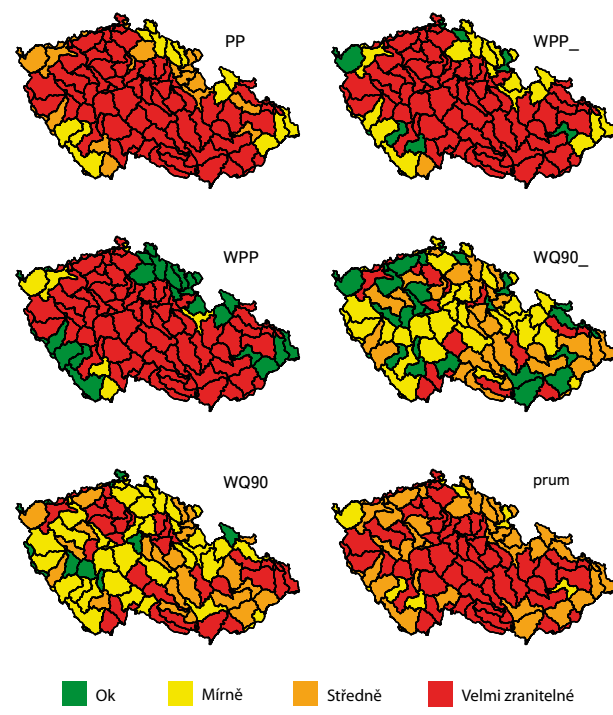 PP
WPP_
WPP
WQ90_
WQ90
prum
Ok Mírně Středně Velmi zranitelné